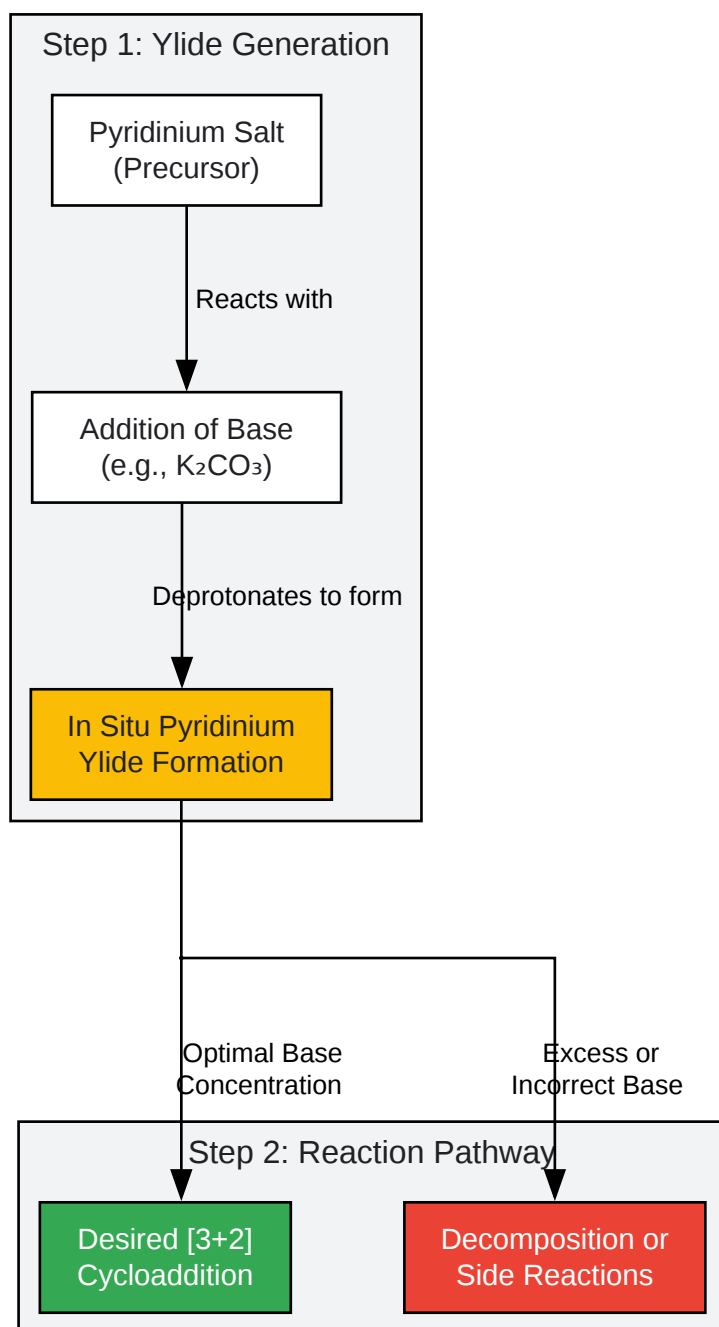 Step 1: Ylide Generation
Pyridinium Salt
(Precursor)
Reacts with
Addition of Base
(e.g., K₂CO₃)
Deprotonates to form
In Situ Pyridinium
Ylide Formation
Optimal Base
Concentration
Excess or
Incorrect Base
Step 2: Reaction Pathway
Desired [3+2]
Cycloaddition
Decomposition or
Side Reactions